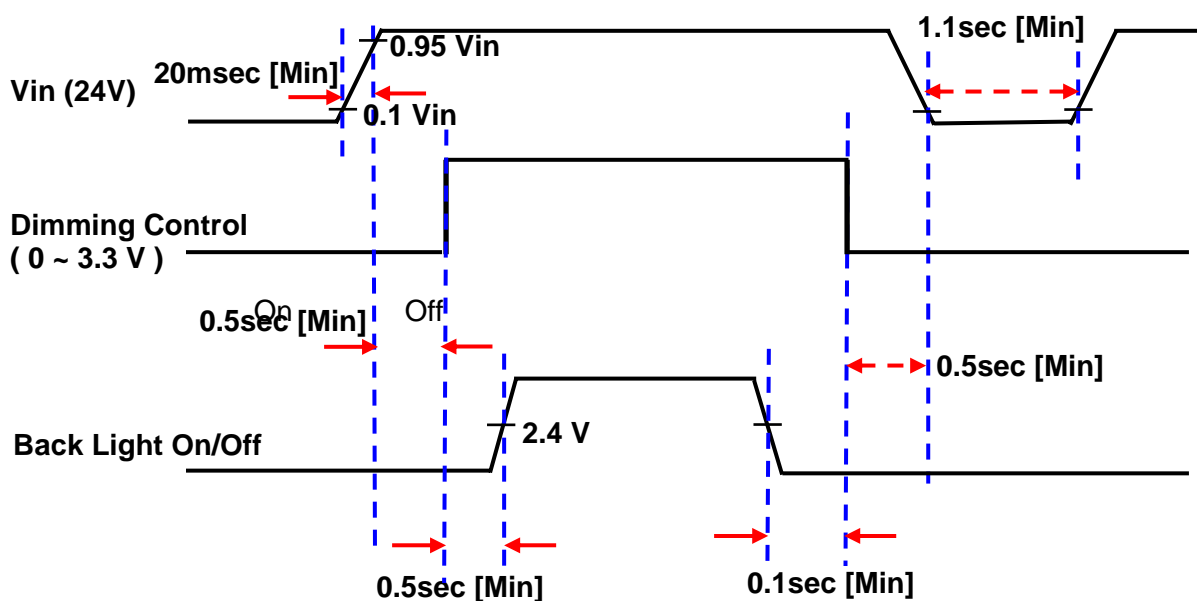 1.1sec [Min]
0.95 Vin
20msec [Min]
Vin (24V)
0.1 Vin
Dimming Control
( 0 ~ 3.3 V )
On
Off
0.5sec [Min]
0.5sec [Min]
2.4 V
Back Light On/Off
0.5sec [Min]
0.1sec [Min]